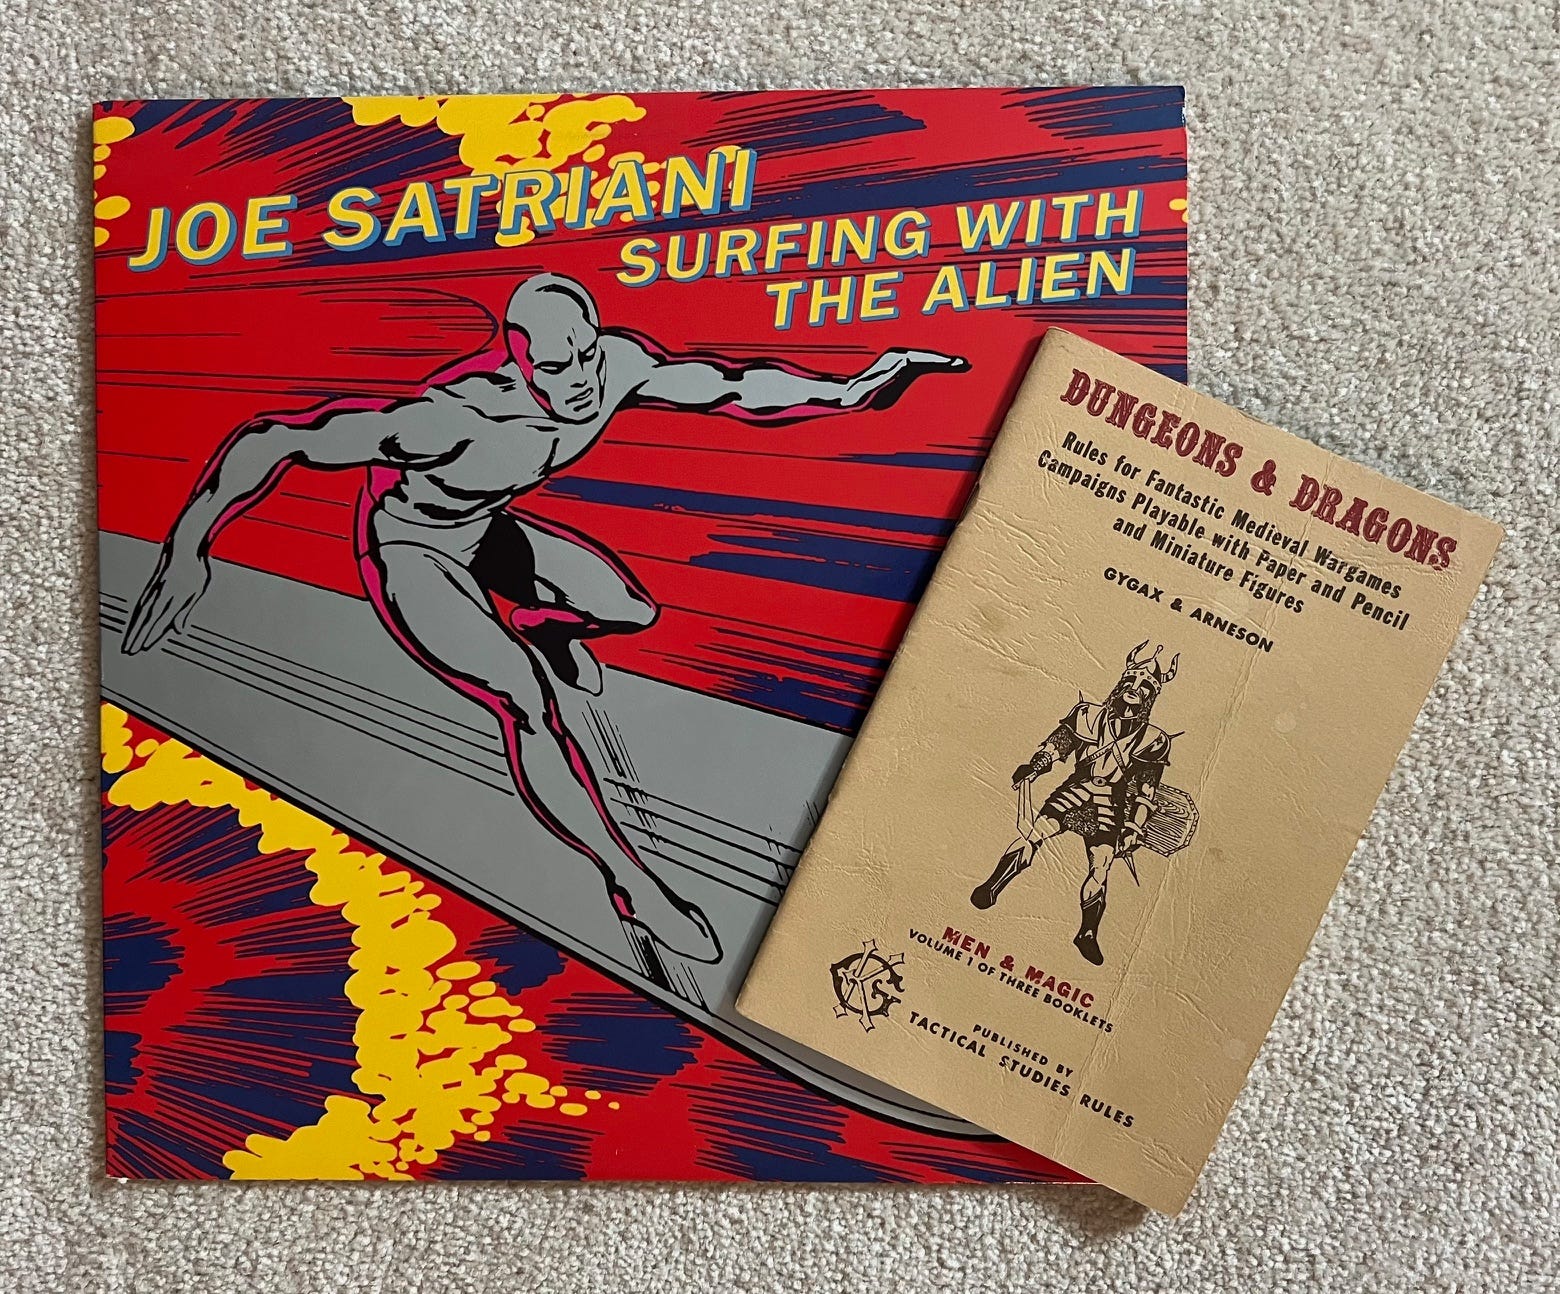 JOE SATRIANI
SURFING WITH
THE ALIEN
DUNGEONS & DRAGONS
Rules for Fantastic Medieval Wargames
Campaigns Playable with Paper and Pencil
and Miniature Figures
GYGAX & ARNESON
MEN & MAGIC
VOLUME 1 OF THREE BOOKLETS
PUBLISHED BY
TACTICAL STUDIES RULES